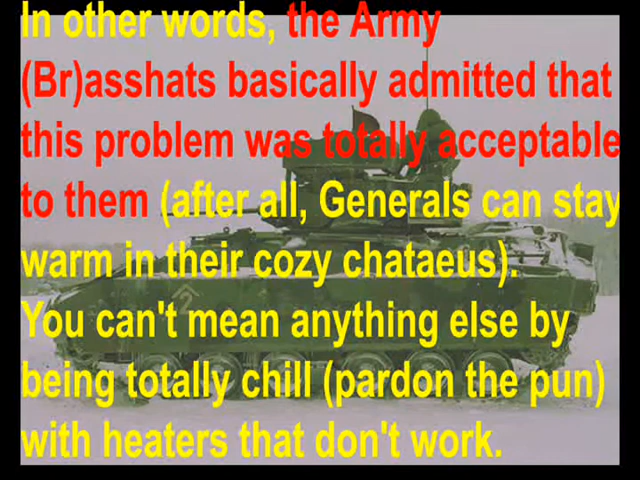 In other words, the Army
(Br)asshats basically admitted that
this problem was totally acceptable
to them (after all, Generals can stay
warm in their cozy chataeus).
You can't mean anything else by
being totally chill (pardon the pun)
with heaters that don't work.